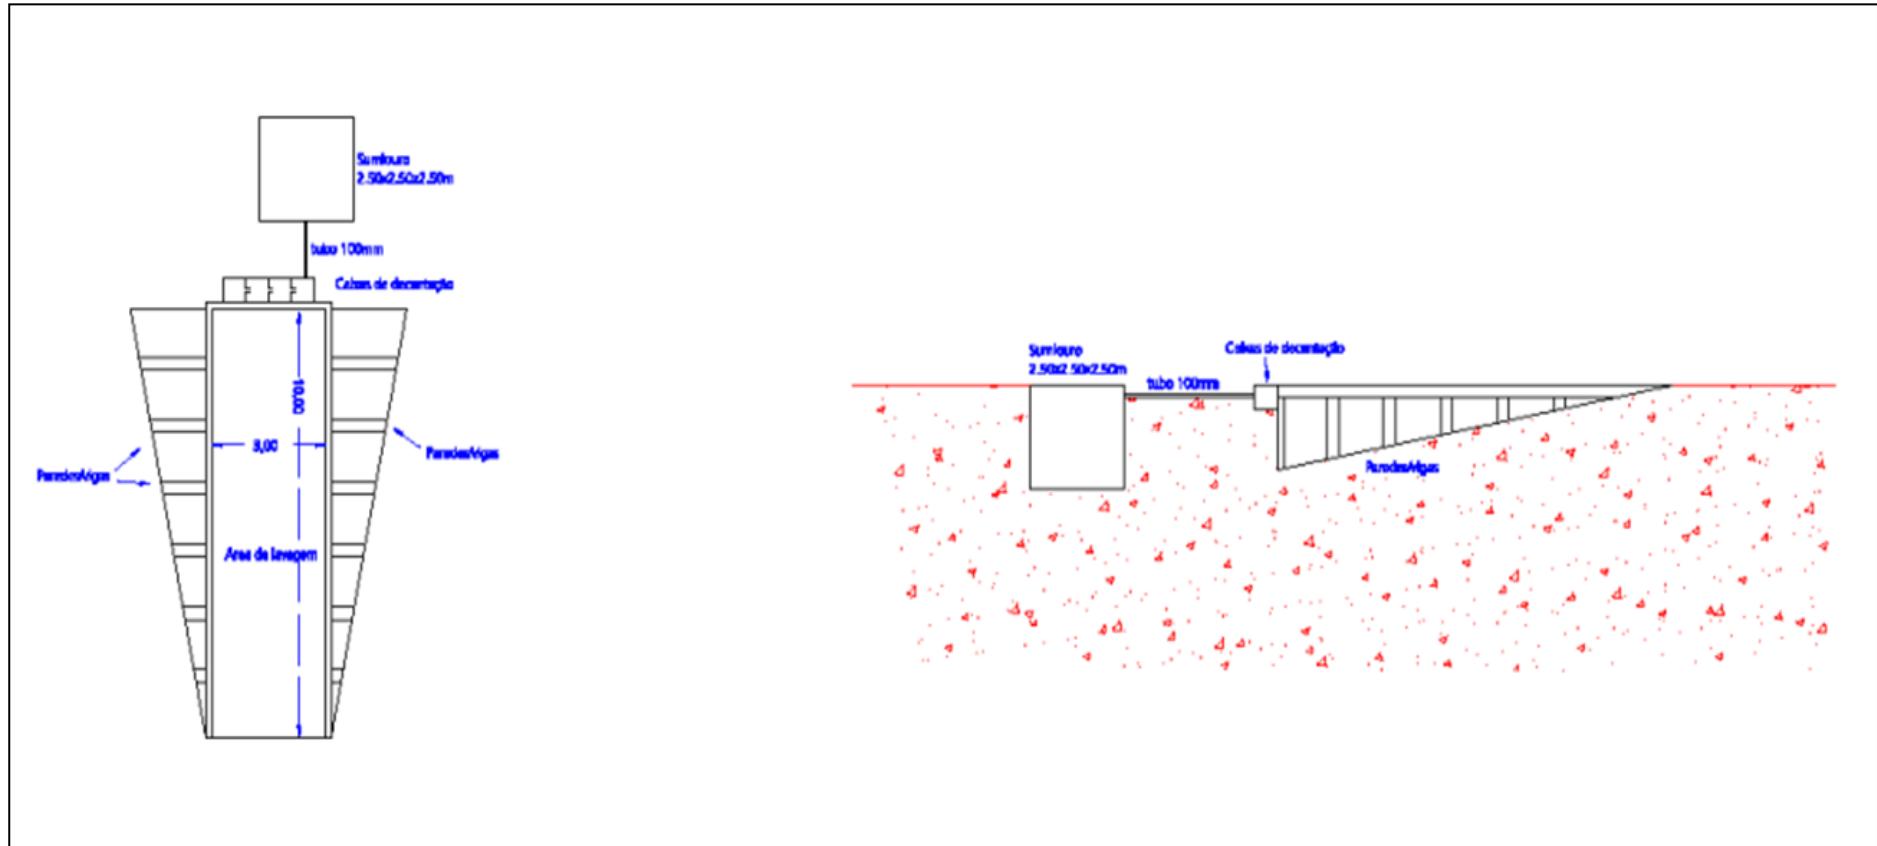 Sumidouro
2.50x2.50x2.50m
tubo 100mm
Caixas de decantação
10,00
3,00
Paredes/vigas
Paredes/vigas
Área de lavagem
Sumidouro
2.50x2.50x2.50m
tubo 100mm
Caixas de decantação
Paredes/vigas